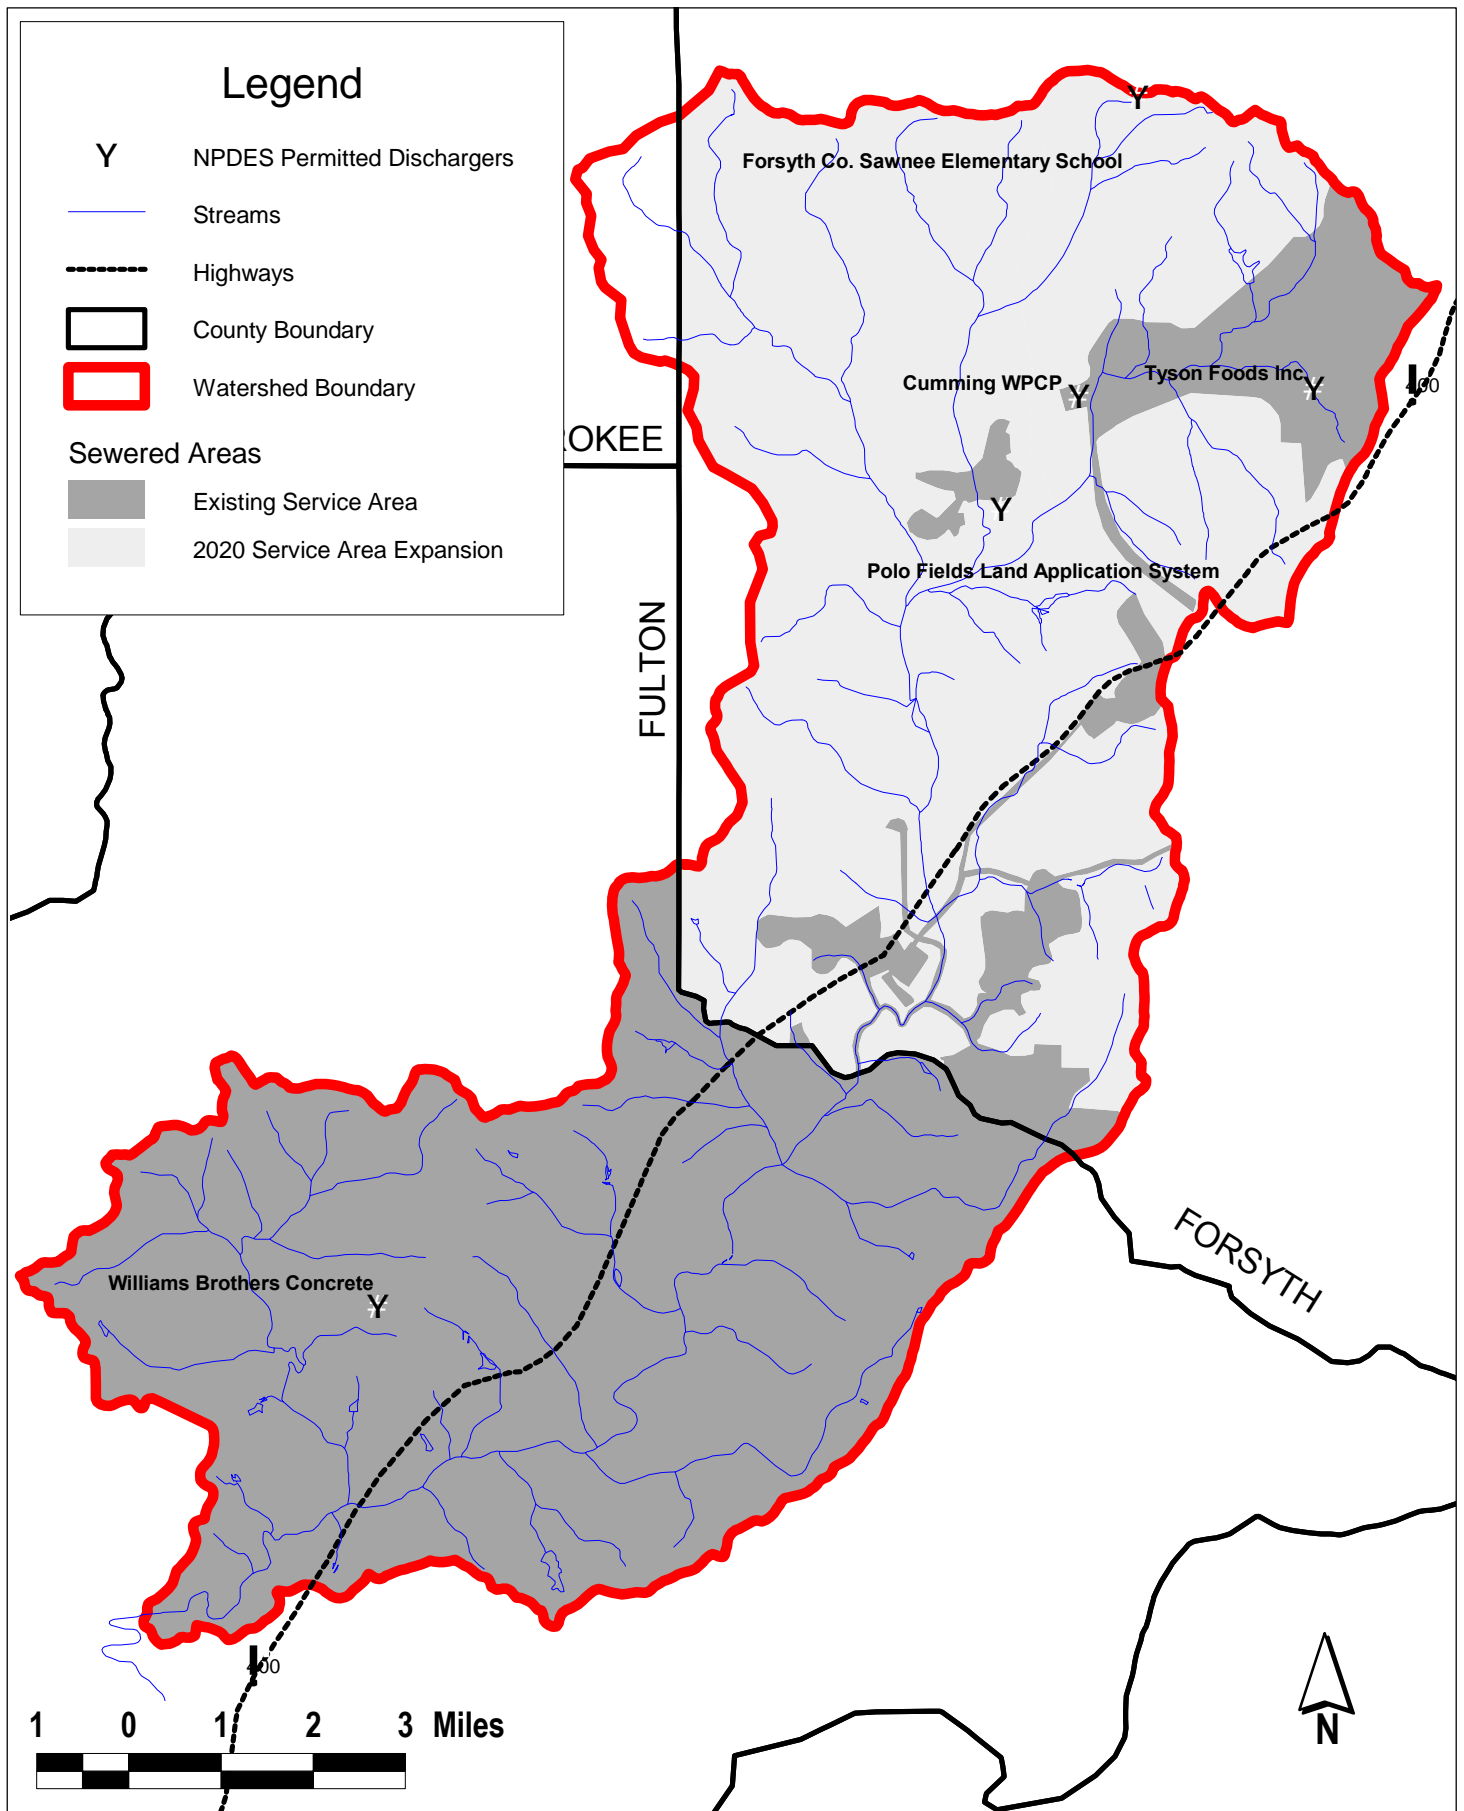 Legend
Y NPDES Permitted Dischargers
Streams
Highways
County Boundary
Watershed Boundary
Sewered Areas
Existing Service Area
2020 Service Area Expansion
Y
Forsyth Co. Sawnee Elementary School
Cumming WPCP Y
Tyson Foods Inc. Y
400
ROKEE
Y
Polo Fields Land Application System
FULTON
FORSYTH
Williams Brothers Concrete
Y
400
1 0 1 2 3 Miles
N